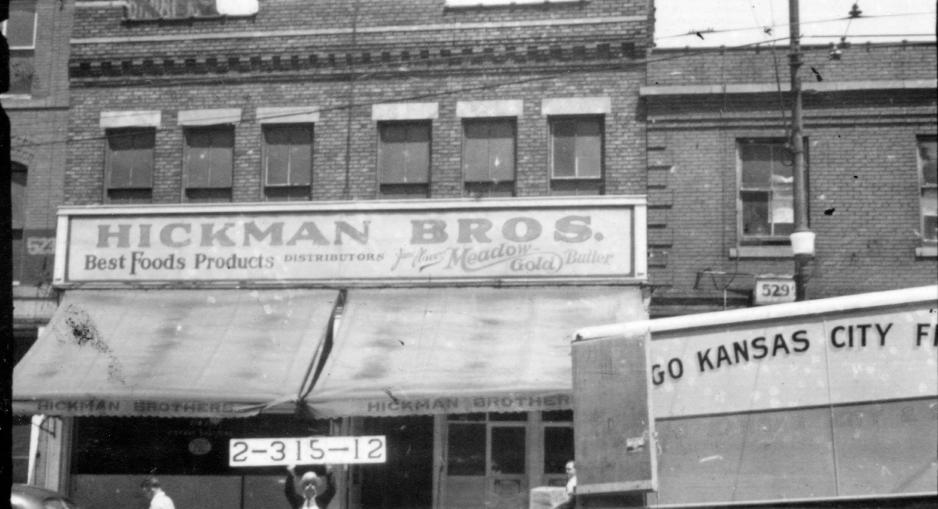 HICKMAN BROS.
BEST FOODS PRODUCTS DISTRIBUTORS Meadow-Gold Butter
529
GO KANSAS CITY F
HICKMAN BROTHERS
HICKMAN BROTHERS
2-315-12